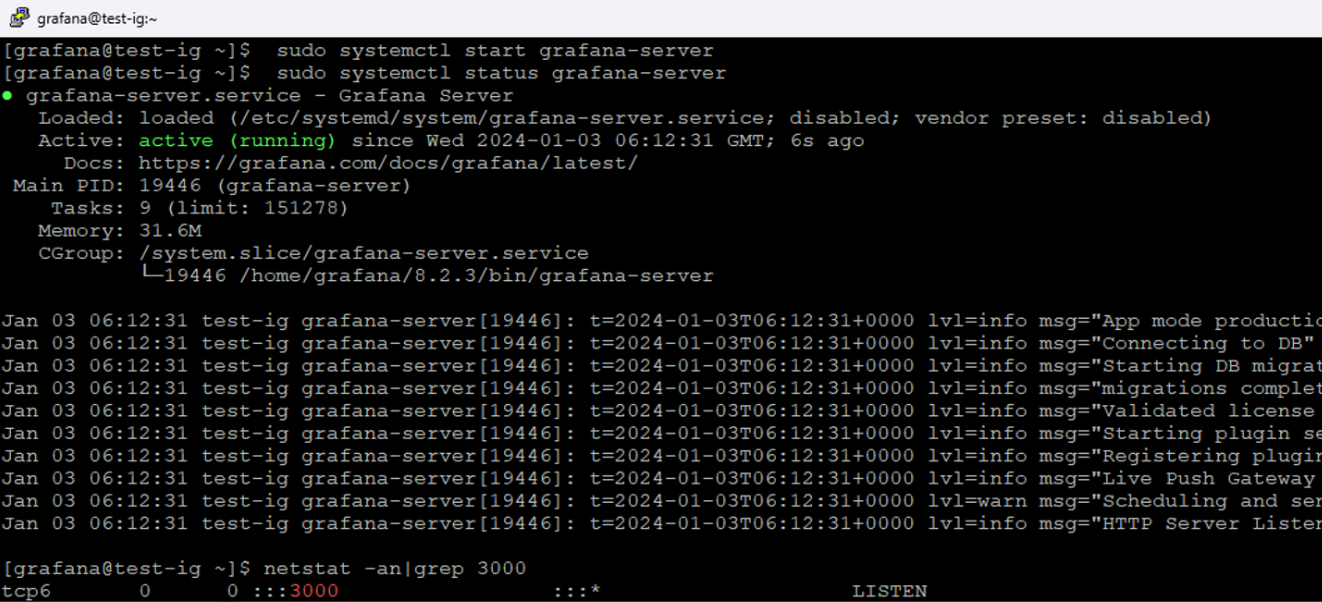 grafana@test-ig:~
[grafana@test-ig ~]$  sudo systemctl start grafana-server
[grafana@test-ig ~]$  sudo systemctl status grafana-server
● grafana-server.service - Grafana Server
   Loaded: loaded (/etc/systemd/system/grafana-server.service; disabled; vendor preset: disabled)
   Active: active (running) since Wed 2024-01-03 06:12:31 GMT; 6s ago
     Docs: https://grafana.com/docs/grafana/latest/
 Main PID: 19446 (grafana-server)
    Tasks: 9 (limit: 151278)
   Memory: 31.6M
   CGroup: /system.slice/grafana-server.service
           └─19446 /home/grafana/8.2.3/bin/grafana-server
Jan 03 06:12:31 test-ig grafana-server[19446]: t=2024-01-03T06:12:31+0000 lvl=info msg="App mode productio
Jan 03 06:12:31 test-ig grafana-server[19446]: t=2024-01-03T06:12:31+0000 lvl=info msg="Connecting to DB"
Jan 03 06:12:31 test-ig grafana-server[19446]: t=2024-01-03T06:12:31+0000 lvl=info msg="Starting DB migrat
Jan 03 06:12:31 test-ig grafana-server[19446]: t=2024-01-03T06:12:31+0000 lvl=info msg="migrations complet
Jan 03 06:12:31 test-ig grafana-server[19446]: t=2024-01-03T06:12:31+0000 lvl=info msg="Validated license
Jan 03 06:12:31 test-ig grafana-server[19446]: t=2024-01-03T06:12:31+0000 lvl=info msg="Starting plugin se
Jan 03 06:12:31 test-ig grafana-server[19446]: t=2024-01-03T06:12:31+0000 lvl=info msg="Registering plugin
Jan 03 06:12:31 test-ig grafana-server[19446]: t=2024-01-03T06:12:31+0000 lvl=info msg="Live Push Gateway
Jan 03 06:12:31 test-ig grafana-server[19446]: t=2024-01-03T06:12:31+0000 lvl=warn msg="Scheduling and sen
Jan 03 06:12:31 test-ig grafana-server[19446]: t=2024-01-03T06:12:31+0000 lvl=info msg="HTTP Server Listen
[grafana@test-ig ~]$ netstat -an|grep 3000
tcp6       0      0 :::3000                 :::*                    LISTEN